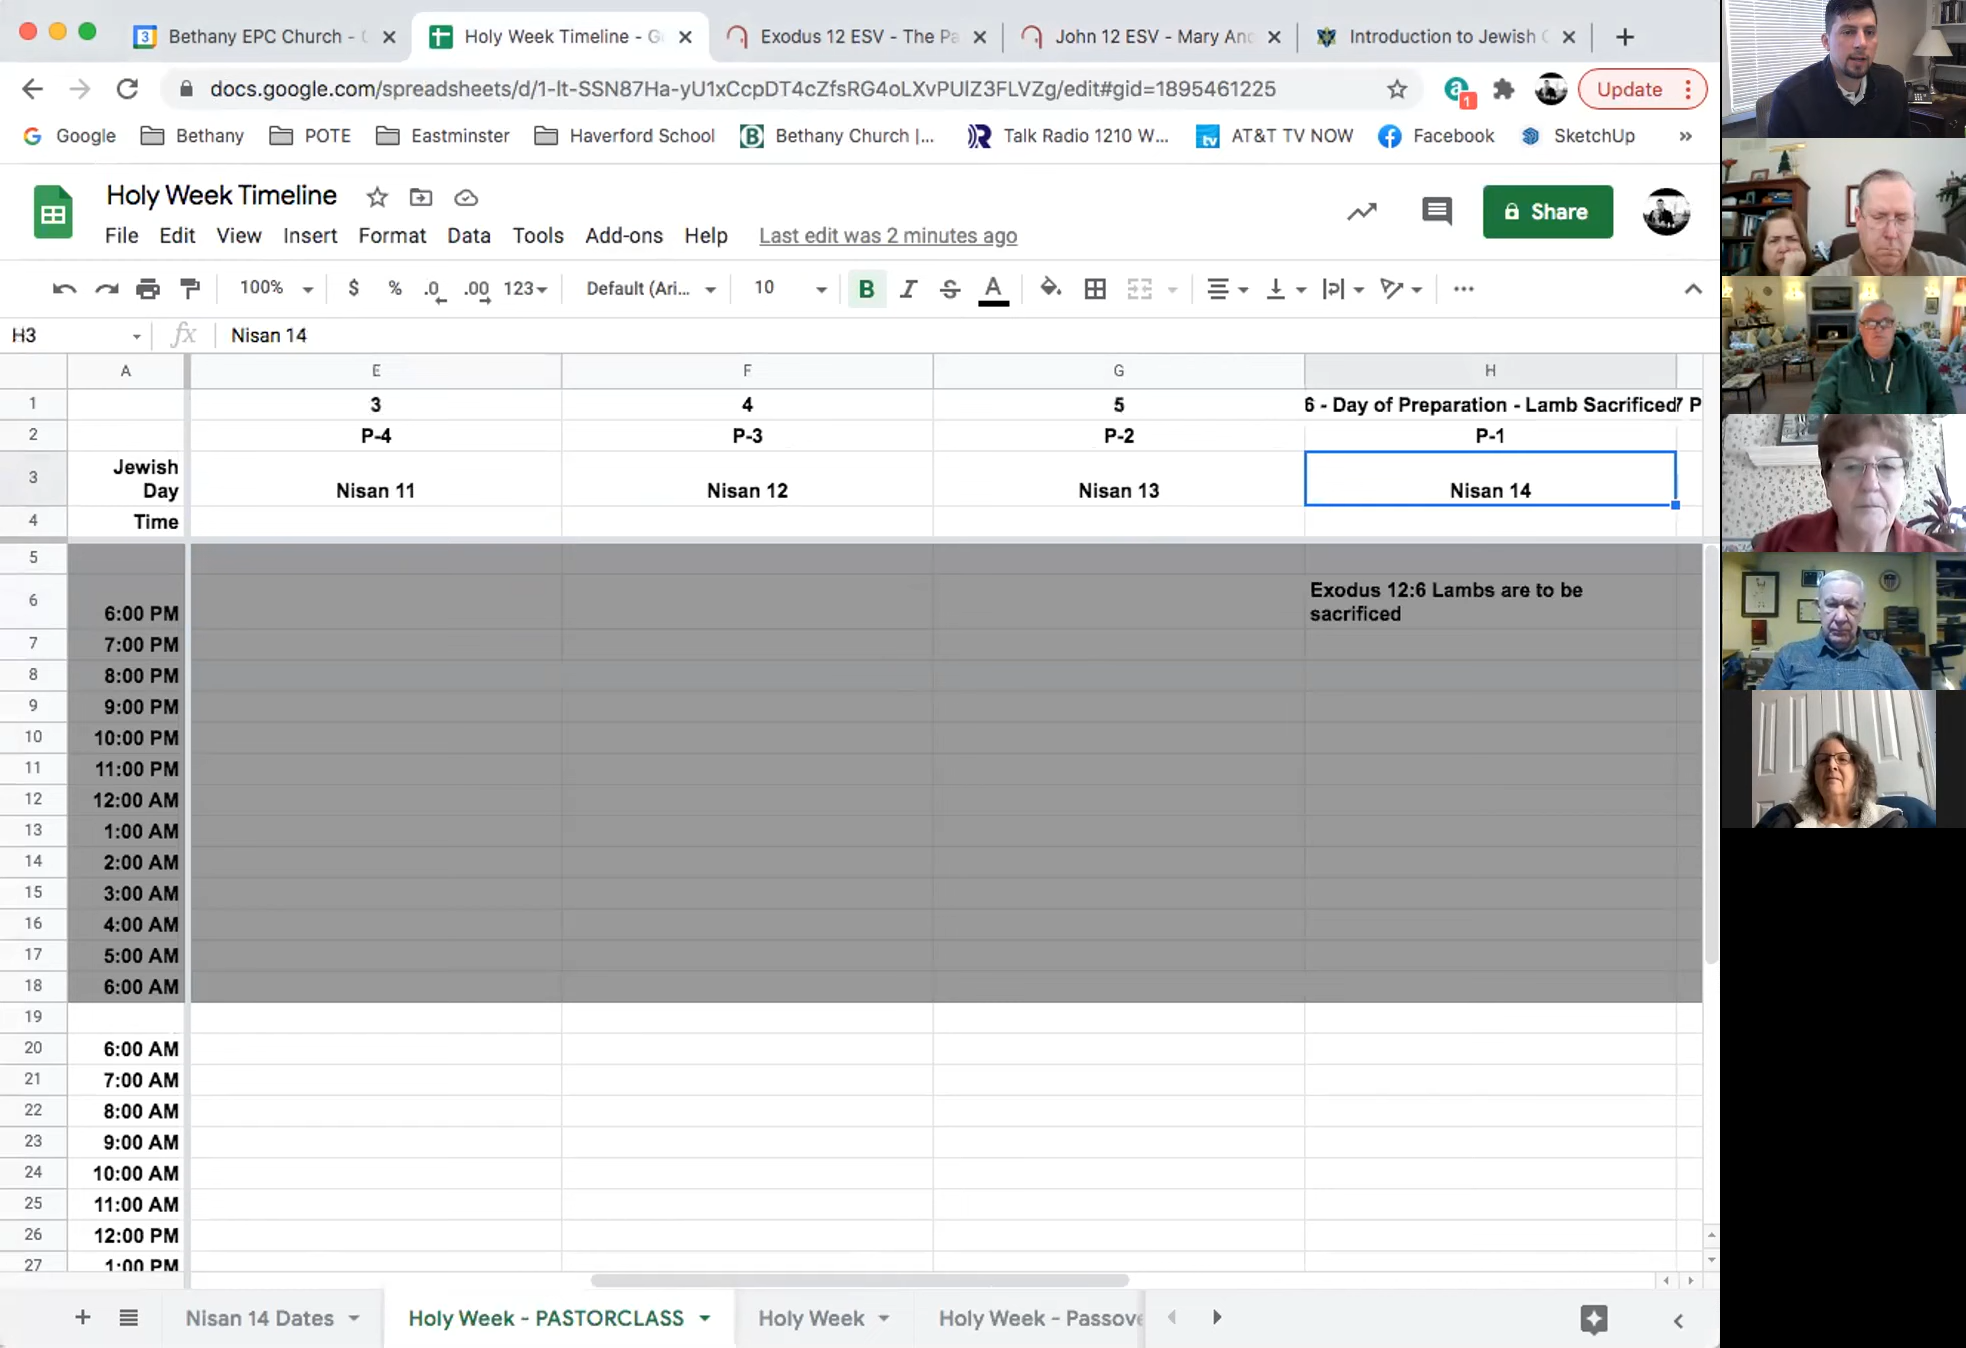 3 Bethany EPC Church -
Holy Week Timeline - G
Exodus 12 ESV - The Pa
John 12 ESV - Mary And
Introduction to Jewish
docs.google.com/spreadsheets/d/1-lt-SSN87Ha-yU1xCcpDT4cZfsRG4oLXvPUlZ3FLVZg/edit#gid=1895461225
1
Update
Google Bethany POTE Eastminster Haverford School Bethany Church |... Talk Radio 1210 W... tv AT&T TV NOW Facebook SketchUp »
Holy Week Timeline
Share
File Edit View Insert Format Data Tools Add-ons Help Last edit was 2 minutes ago
100% $ % .0 .00 123 Default (Ari... 10 B I S A
H3 fx Nisan 14
A E F G H
1 3 4 5 6 - Day of Preparation - Lamb Sacrificed 7 P
2 P-4 P-3 P-2 P-1
3 Jewish Day Nisan 11 Nisan 12 Nisan 13 Nisan 14
4 Time
5
Exodus 12:6 Lambs are to be
sacrificed
6 6:00 PM
7 7:00 PM
8 8:00 PM
9 9:00 PM
10 10:00 PM
11 11:00 PM
12 12:00 AM
13 1:00 AM
14 2:00 AM
15 3:00 AM
16 4:00 AM
17 5:00 AM
18 6:00 AM
19
20 6:00 AM
21 7:00 AM
22 8:00 AM
23 9:00 AM
24 10:00 AM
25 11:00 AM
26 12:00 PM
27 1:00 PM
Nisan 14 Dates Holy Week - PASTORCLASS Holy Week Holy Week - Passove